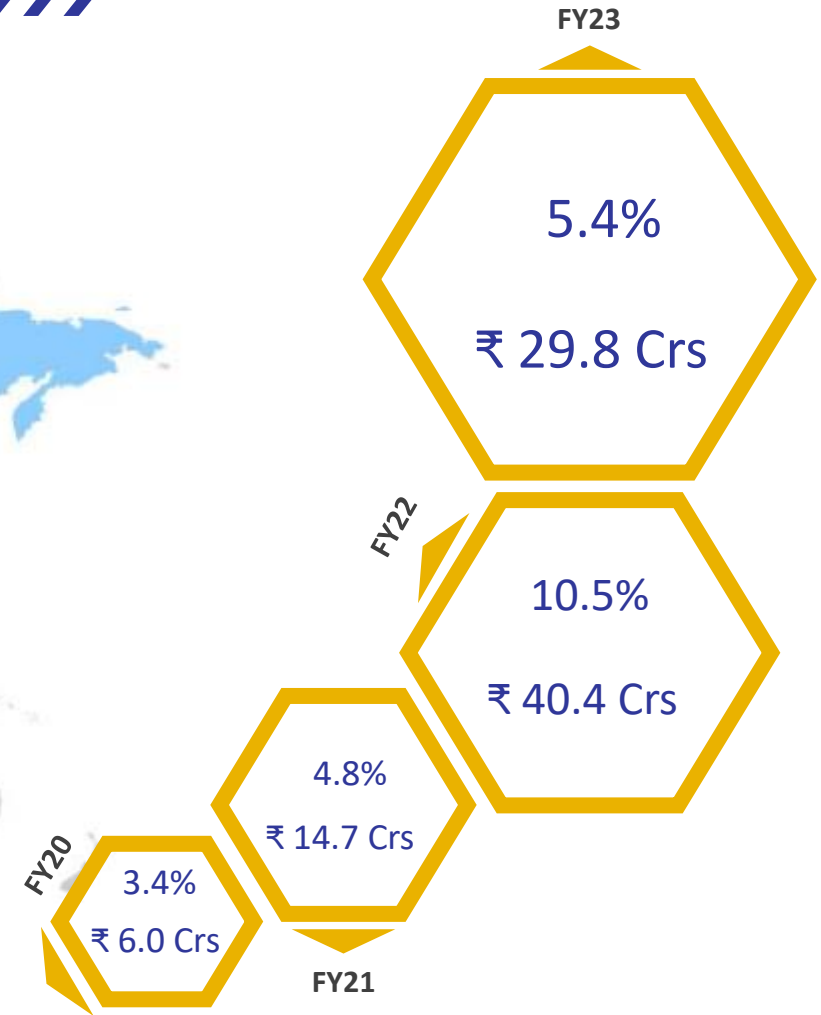 FY23
5.4%
₹ 29.8 Crs
FY22
10.5%
₹ 40.4 Crs
4.8%
₹ 14.7 Crs
FY21
FY20
3.4%
₹ 6.0 Crs